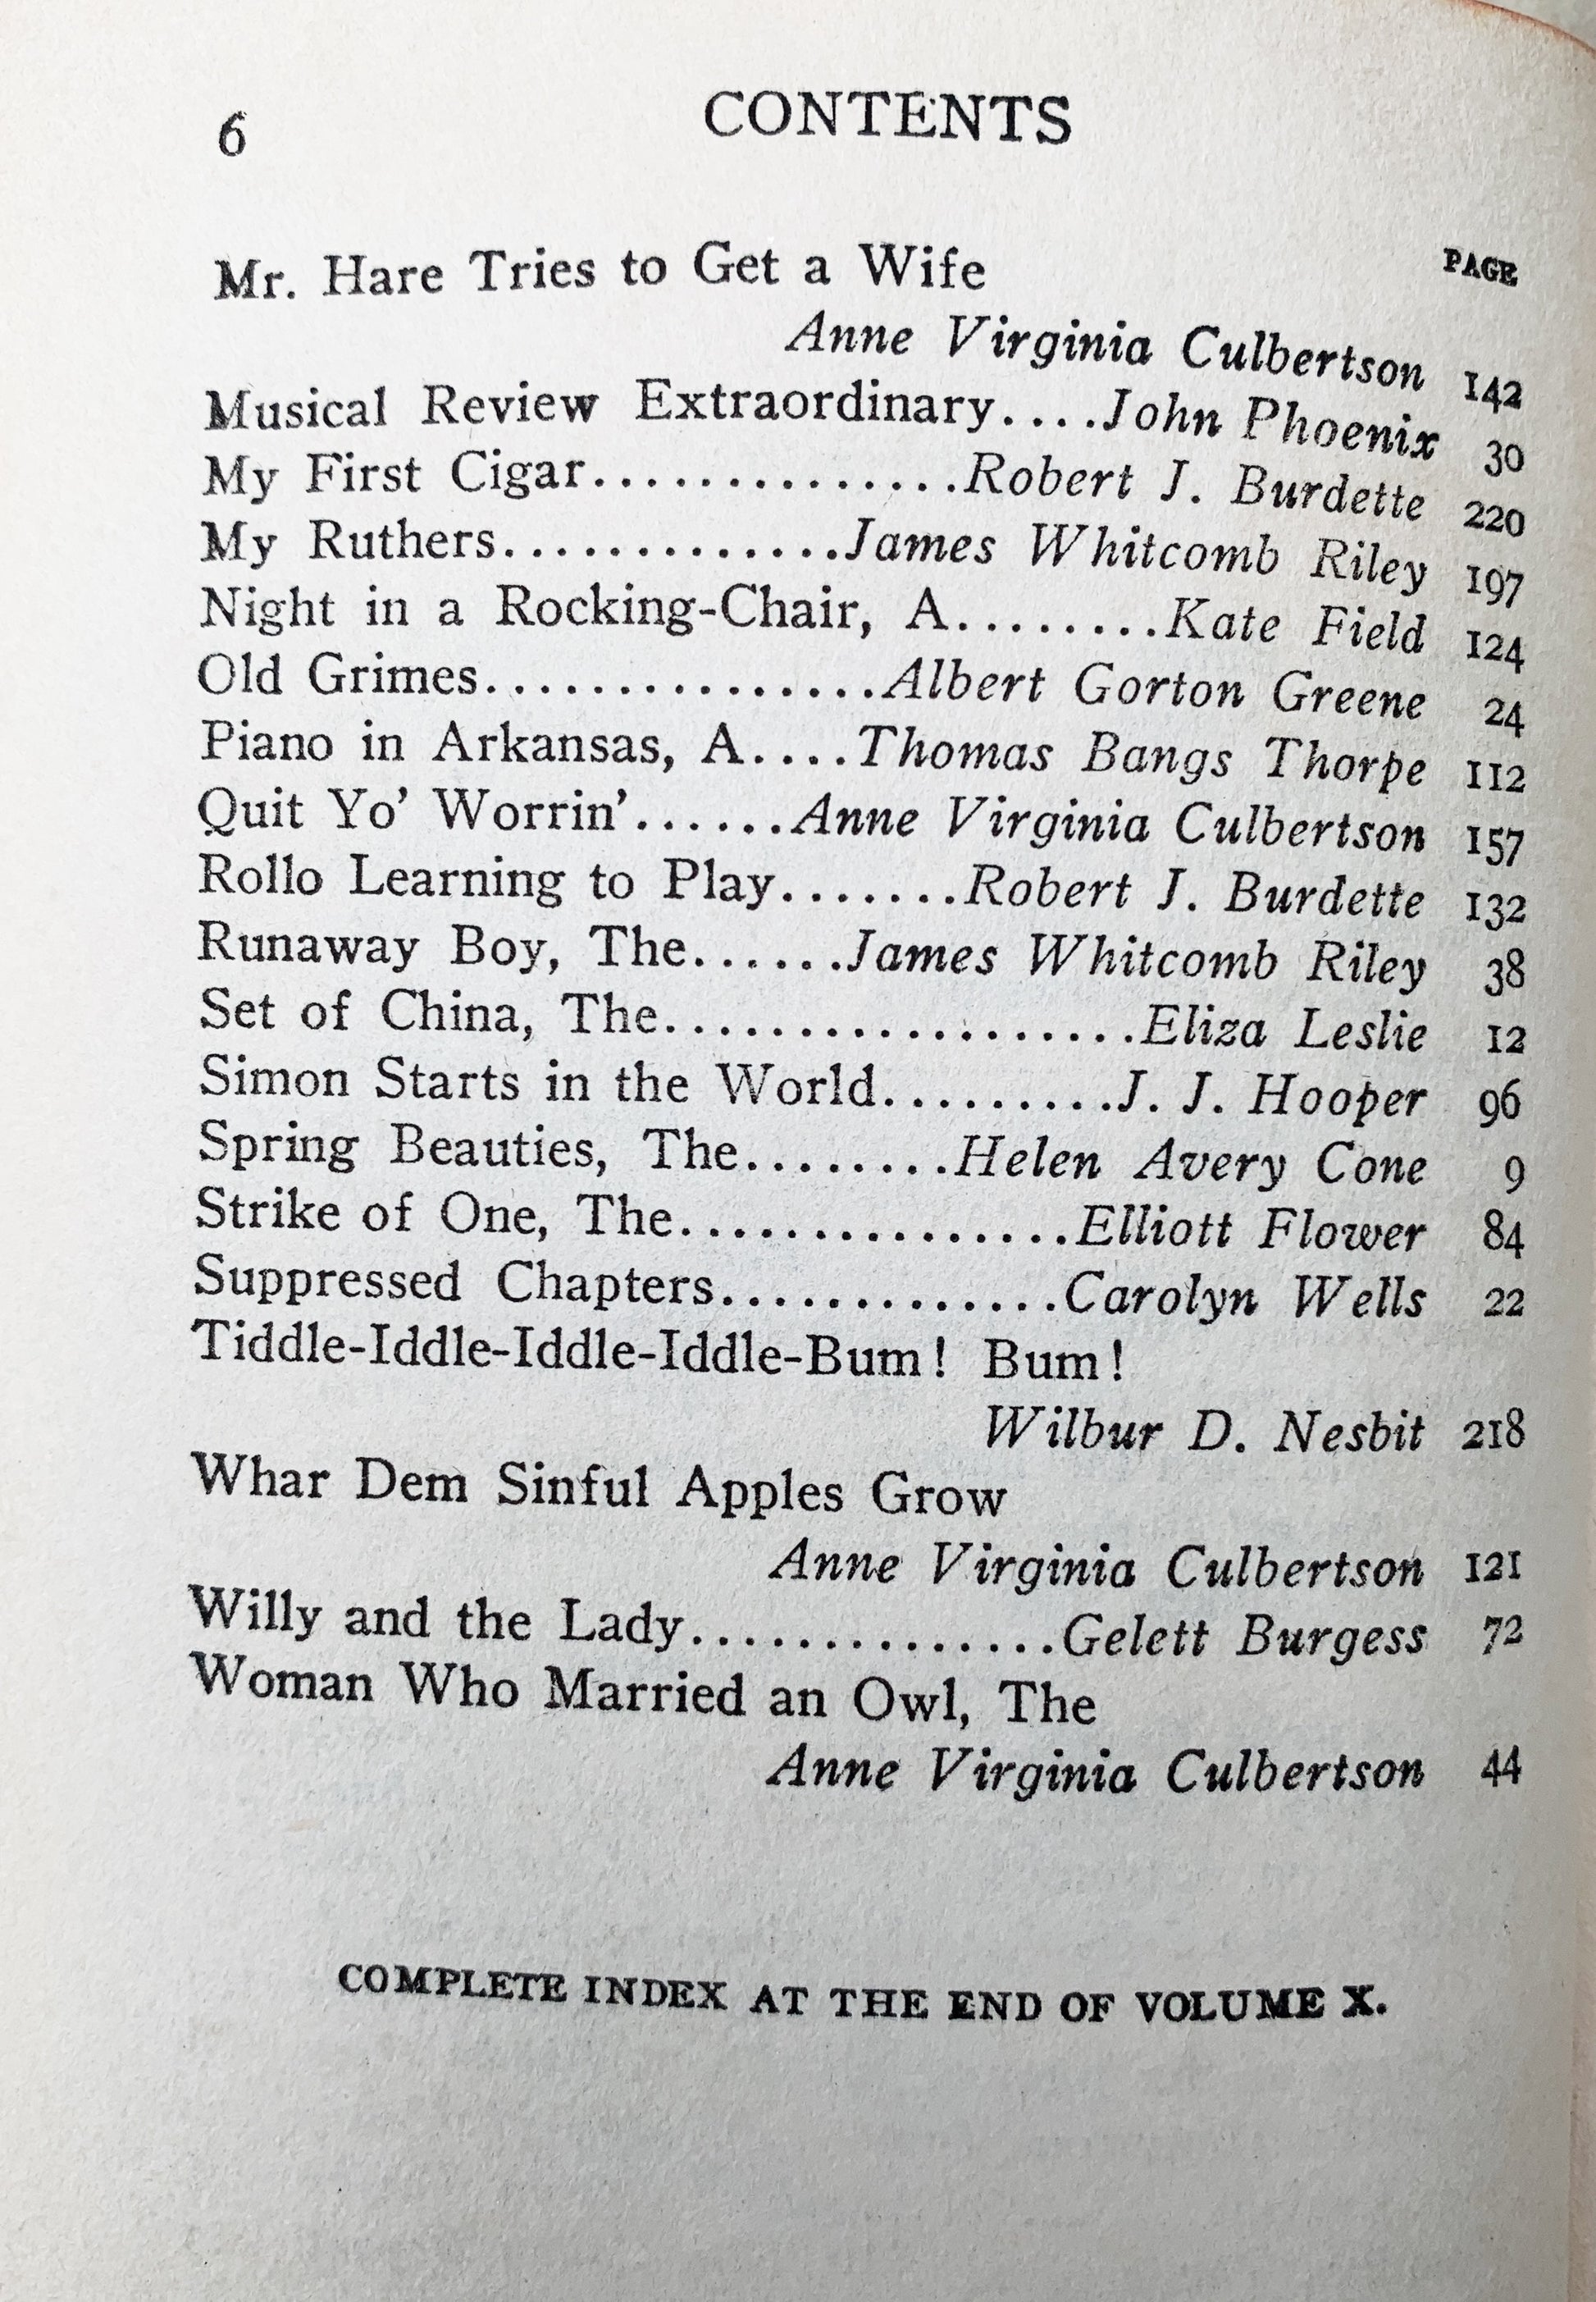 6 CONTENTS
PAGE
Mr. Hare Tries to Get a Wife
Anne Virginia Culbertson 142
Musical Review Extraordinary....John Phoenix 30
My First Cigar..............Robert J. Burdette 220
My Ruthers.............James Whitcomb Riley 197
Night in a Rocking-Chair, A........Kate Field 124
Old Grimes...............Albert Gorton Greene 24
Piano in Arkansas, A....Thomas Bangs Thorpe 112
Quit Yo' Worrin'......Anne Virginia Culbertson 157
Rollo Learning to Play.......Robert J. Burdette 132
Runaway Boy, The......James Whitcomb Riley 38
Set of China, The..................Eliza Leslie 12
Simon Starts in the World.........J. J. Hooper 96
Spring Beauties, The........Helen Avery Cone 9
Strike of One, The...............Elliott Flower 84
Suppressed Chapters.............Carolyn Wells 22
Tiddle-Iddle-Iddle-Iddle-Bum! Bum!
Wilbur D. Nesbit 218
Whar Dem Sinful Apples Grow
Anne Virginia Culbertson 121
Willy and the Lady..............Gelett Burgess 72
Woman Who Married an Owl, The
Anne Virginia Culbertson 44
COMPLETE INDEX AT THE END OF VOLUME X.